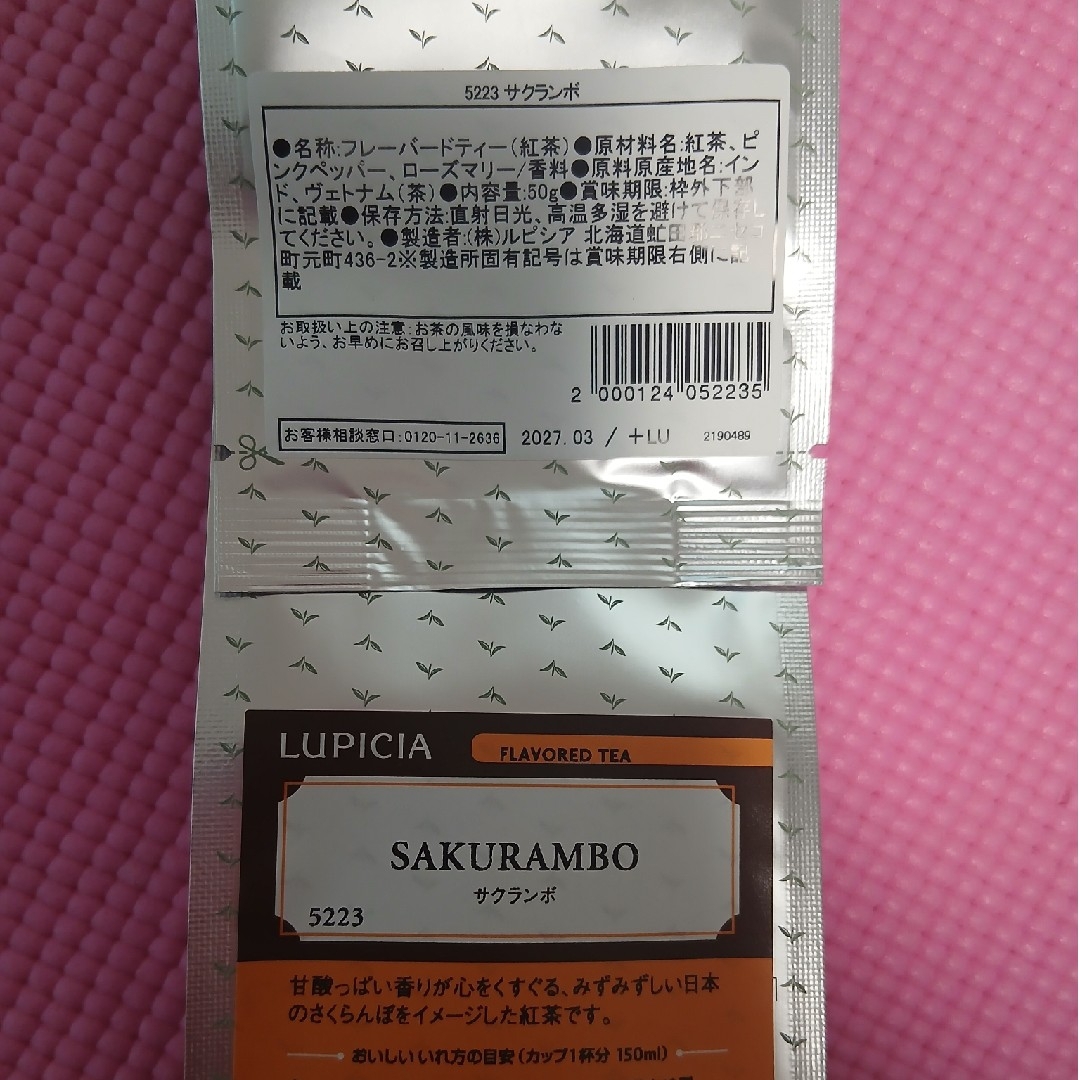 5223 サクランボ
●名称:フレーバードティー(紅茶)●原材料名:紅茶、ピ
ンクペッパー、ローズマリー/香料●原料原産地名:イン
ド、ヴェトナム(茶)●内容量:50g●賞味期限:枠外下部
に記載●保存方法:直射日光、高温多湿を避けて保存し
てください。●製造者:(株)ルピシア 北海道虻田郡ニセコ
町元町436-2※製造所固有記号は賞味期限右側に記
載
お取扱い上の注意:お茶の風味を損なわな
いよう、お早めにお召し上がりください。
2 000124 052235
お客様相談窓口:0120-11-2636
2027.03 / +LU 2190489
LUPICIA
FLAVORED TEA
SAKURAMBO
サクランボ
5223
甘酸っぱい香りが心をくすぐる、みずみずしい日本
のさくらんぼをイメージした紅茶です。
おいしいいれ方の目安(カップ1杯分 150ml)